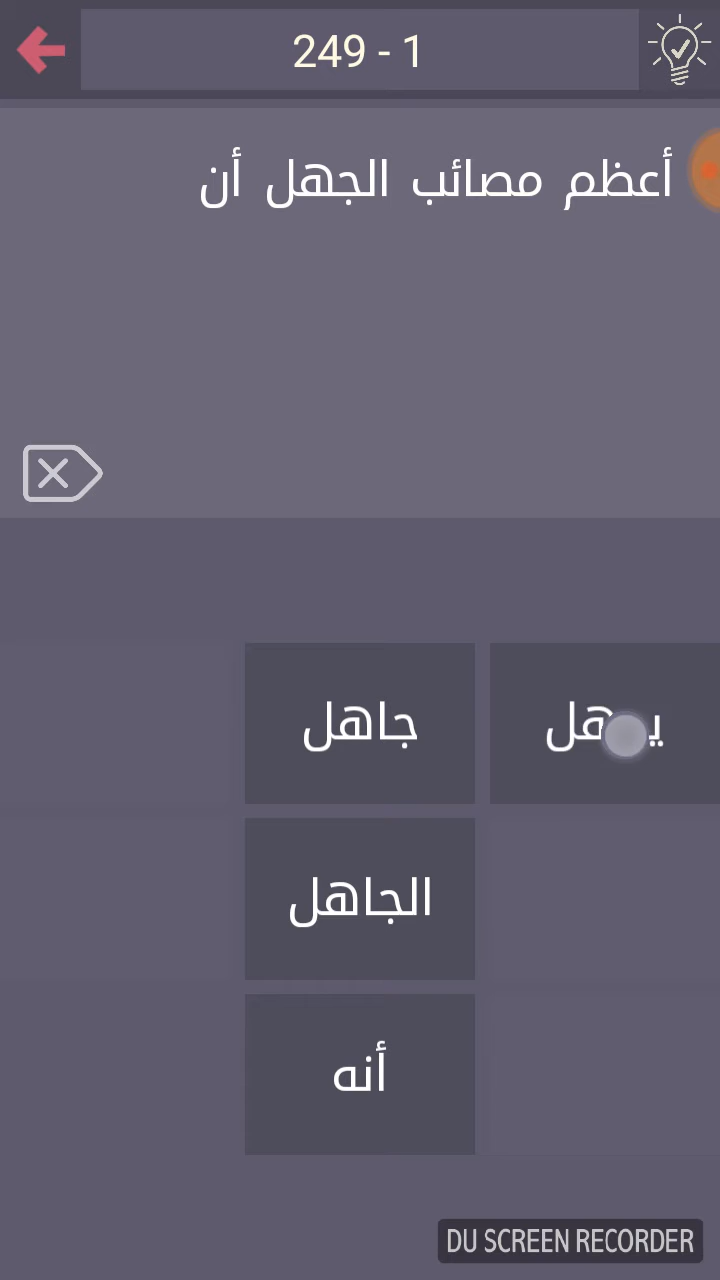 249 - 1
أعظم مصائب الجهل أن
جاهل
الجاهل
أنه
DU SCREEN RECORDER